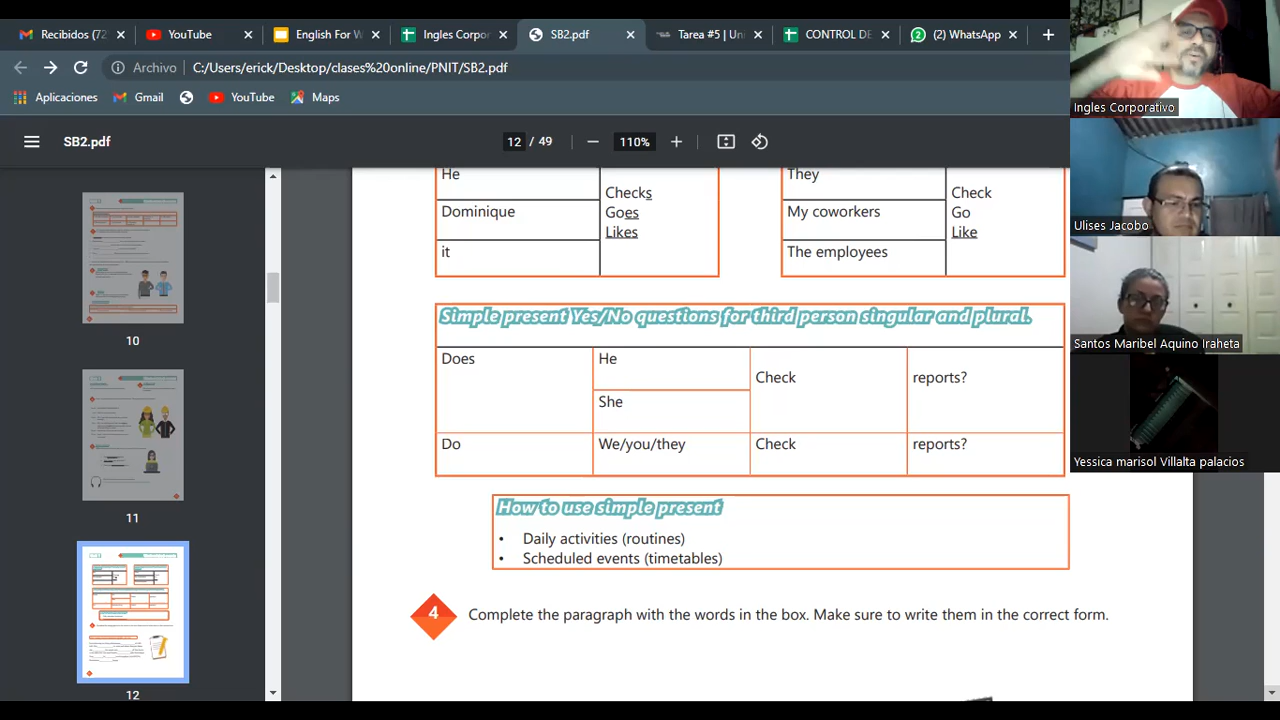 Recibidos (72
YouTube
English For W
Ingles Corpor
SB2.pdf
Tarea #5 | Uni
CONTROL DE
(2) WhatsApp
Archivo
C:/Users/erick/Desktop/clases%20online/PNIT/SB2.pdf
Aplicaciones
Gmail
YouTube
Maps
SB2.pdf
12 / 49
110%
10
11
12
He
Dominique
it
Checks
Goes
Likes
They
My coworkers
The employees
Check
Go
Like
Simple present Yes/No questions for third person singular and plural.
Does
He
She
Check
reports?
Do
We/you/they
Check
reports?
How to use simple present
• Daily activities (routines)
• Scheduled events (timetables)
4
Complete the paragraph with the words in the box. Make sure to write them in the correct form.
Ingles Corporativo
Ulises Jacobo
Santos Maribel Aquino Iraheta
Yessica marisol Villalta palacios